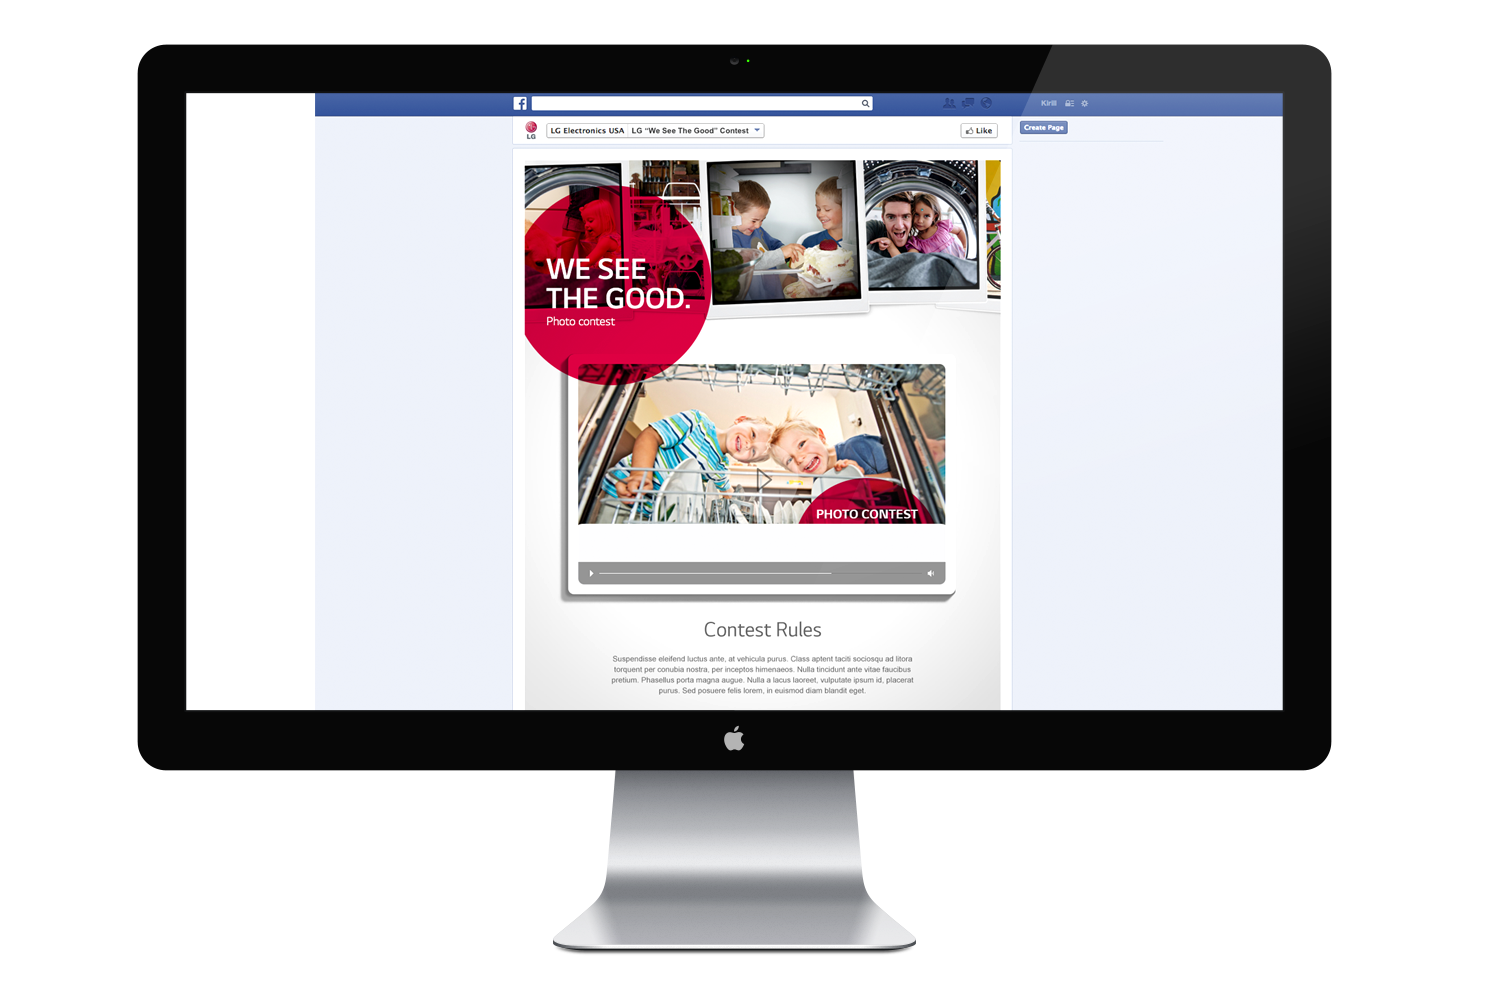 f
Kirill
LG
LG Electronics USA
LG “We See The Good” Contest
Like
Create Page
WE SEE
THE GOOD.
Photo contest
PHOTO CONTEST
Contest Rules
Suspendisse eleifend luctus ante, at vehicula purus. Class aptent taciti sociosqu ad litora
torquent per conubia nostra, per inceptos himenaeos. Nulla tincidunt ante vitae faucibus
pretium. Phasellus porta magna augue. Nulla a lacus laoreet, vulputate ipsum id, placerat
purus. Sed posuere felis lorem, in euismod diam blandit eget.